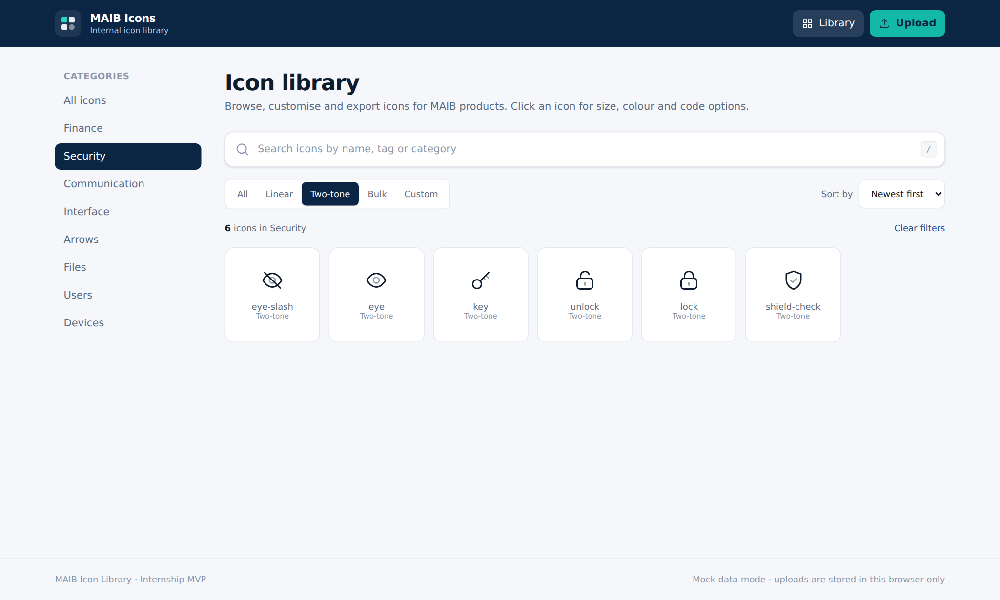 MAIB Icons
Internal icon library
Library
Upload
CATEGORIES
All icons
Finance
Security
Communication
Interface
Arrows
Files
Users
Devices
Icon library
Browse, customise and export icons for MAIB products. Click an icon for size, colour and code options.
Search icons by name, tag or category
/
All
Linear
Two-tone
Bulk
Custom
Sort by
Newest first
6 icons in Security
Clear filters
eye-slash
Two-tone
eye
Two-tone
key
Two-tone
unlock
Two-tone
lock
Two-tone
shield-check
Two-tone
MAIB Icon Library · Internship MVP
Mock data mode · uploads are stored in this browser only